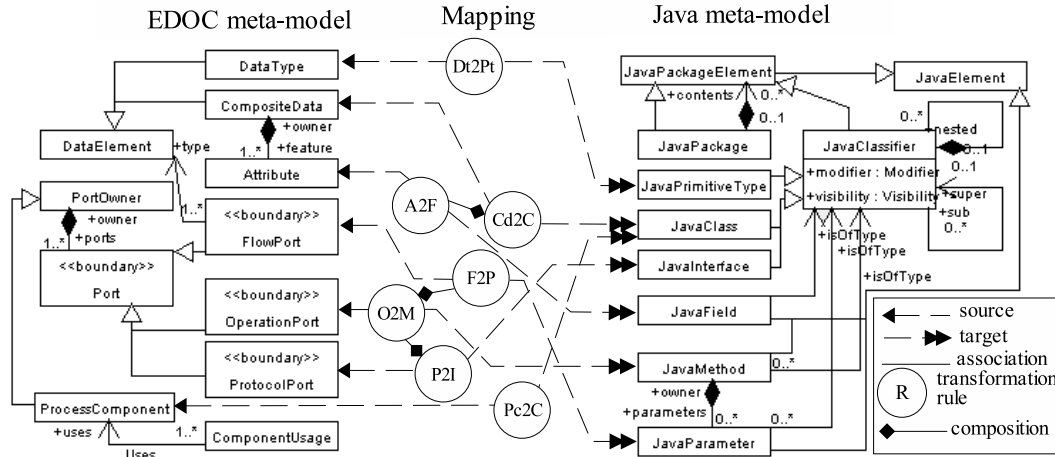 EDOC meta-model
Mapping
Java meta-model
DataType
Dt2Pt
JavaPackageElement
JavaElement
+contents
0..*
CompositeData
0..1
0..*
+nested
+owner
1..*
+feature
DataElement
+type
JavaPackage
JavaClassifier
0..1
0..1
Attribute
+modifier : Modifier
+visibility : Visibility
JavaPrimitiveType
PortOwner
+owner
+ports
1..*
1..*
<<boundary>>
FlowPort
A2F
Cd2C
JavaClass
+super
+sub
0..*
+isOfType
+isOfType
+isOfType
<<boundary>>
Port
JavaInterface
F2P
<<boundary>>
OperationPort
O2M
JavaField
source
target
association
<<boundary>>
ProtocolPort
P2I
JavaMethod
0..*
R
transformation
rule
+owner
+parameters
0..*
0..*
ProcessComponent
Pc2C
composition
+uses
1..*
ComponentUsage
JavaParameter
Uses